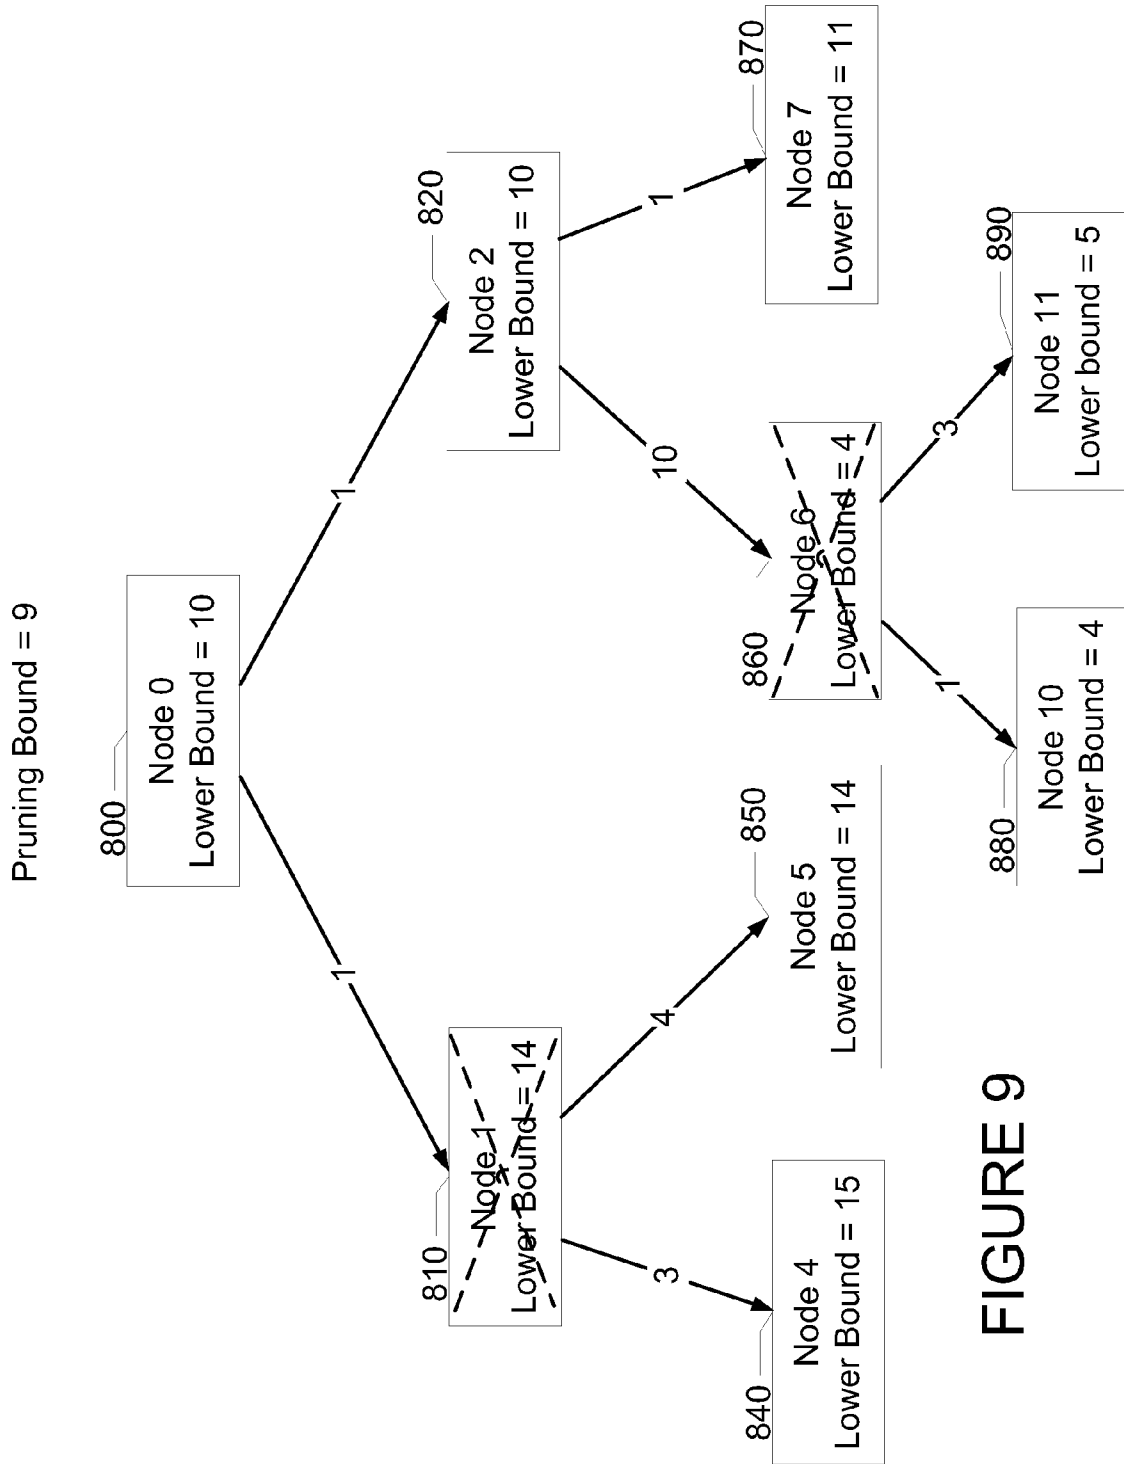 Pruning Bound = 9
800
Node 0
Lower Bound = 10
1
1
810
Node 1
Lower Bound = 14
820
Node 2
Lower Bound = 10
3
4
10
1
840
Node 4
Lower Bound = 15
850
Node 5
Lower Bound = 14
860
Node 6
Lower Bound = 4
870
Node 7
Lower Bound = 11
1
3
880
Node 10
Lower Bound = 4
890
Node 11
Lower bound = 5
FIGURE 9